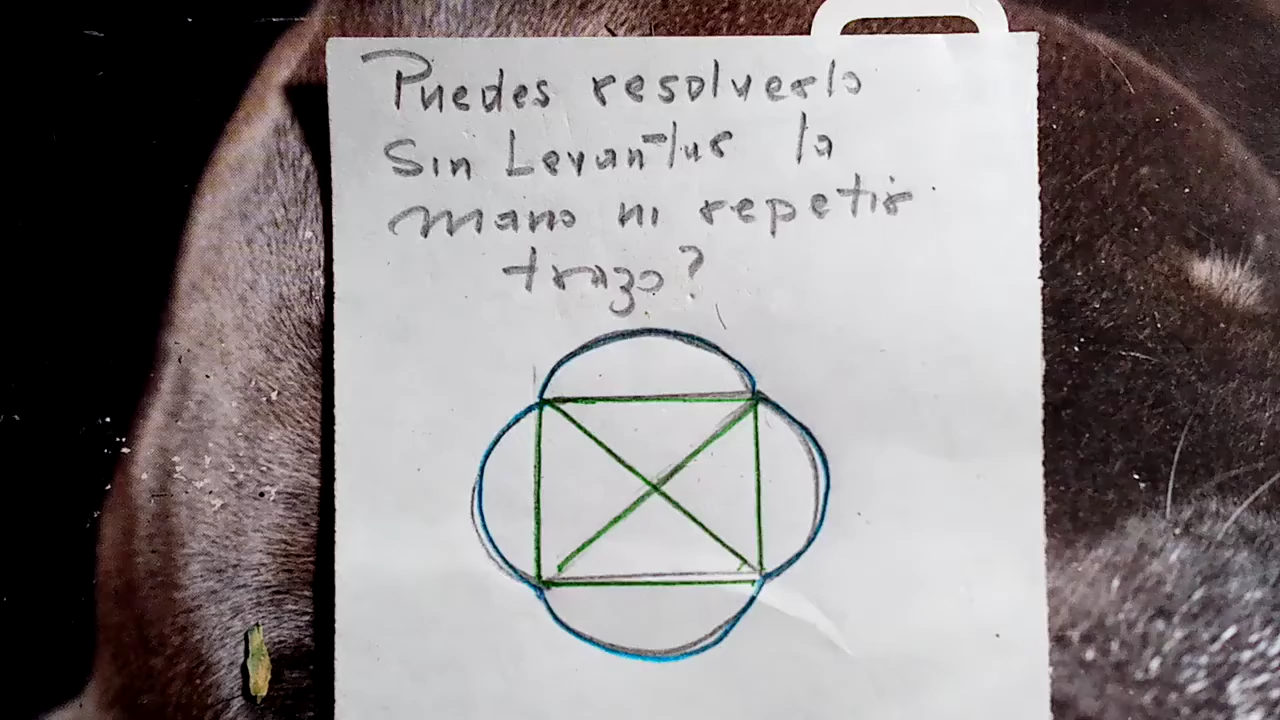 Puedes resolverlo
Sin Levantar la
mano ni repetir
trazo?